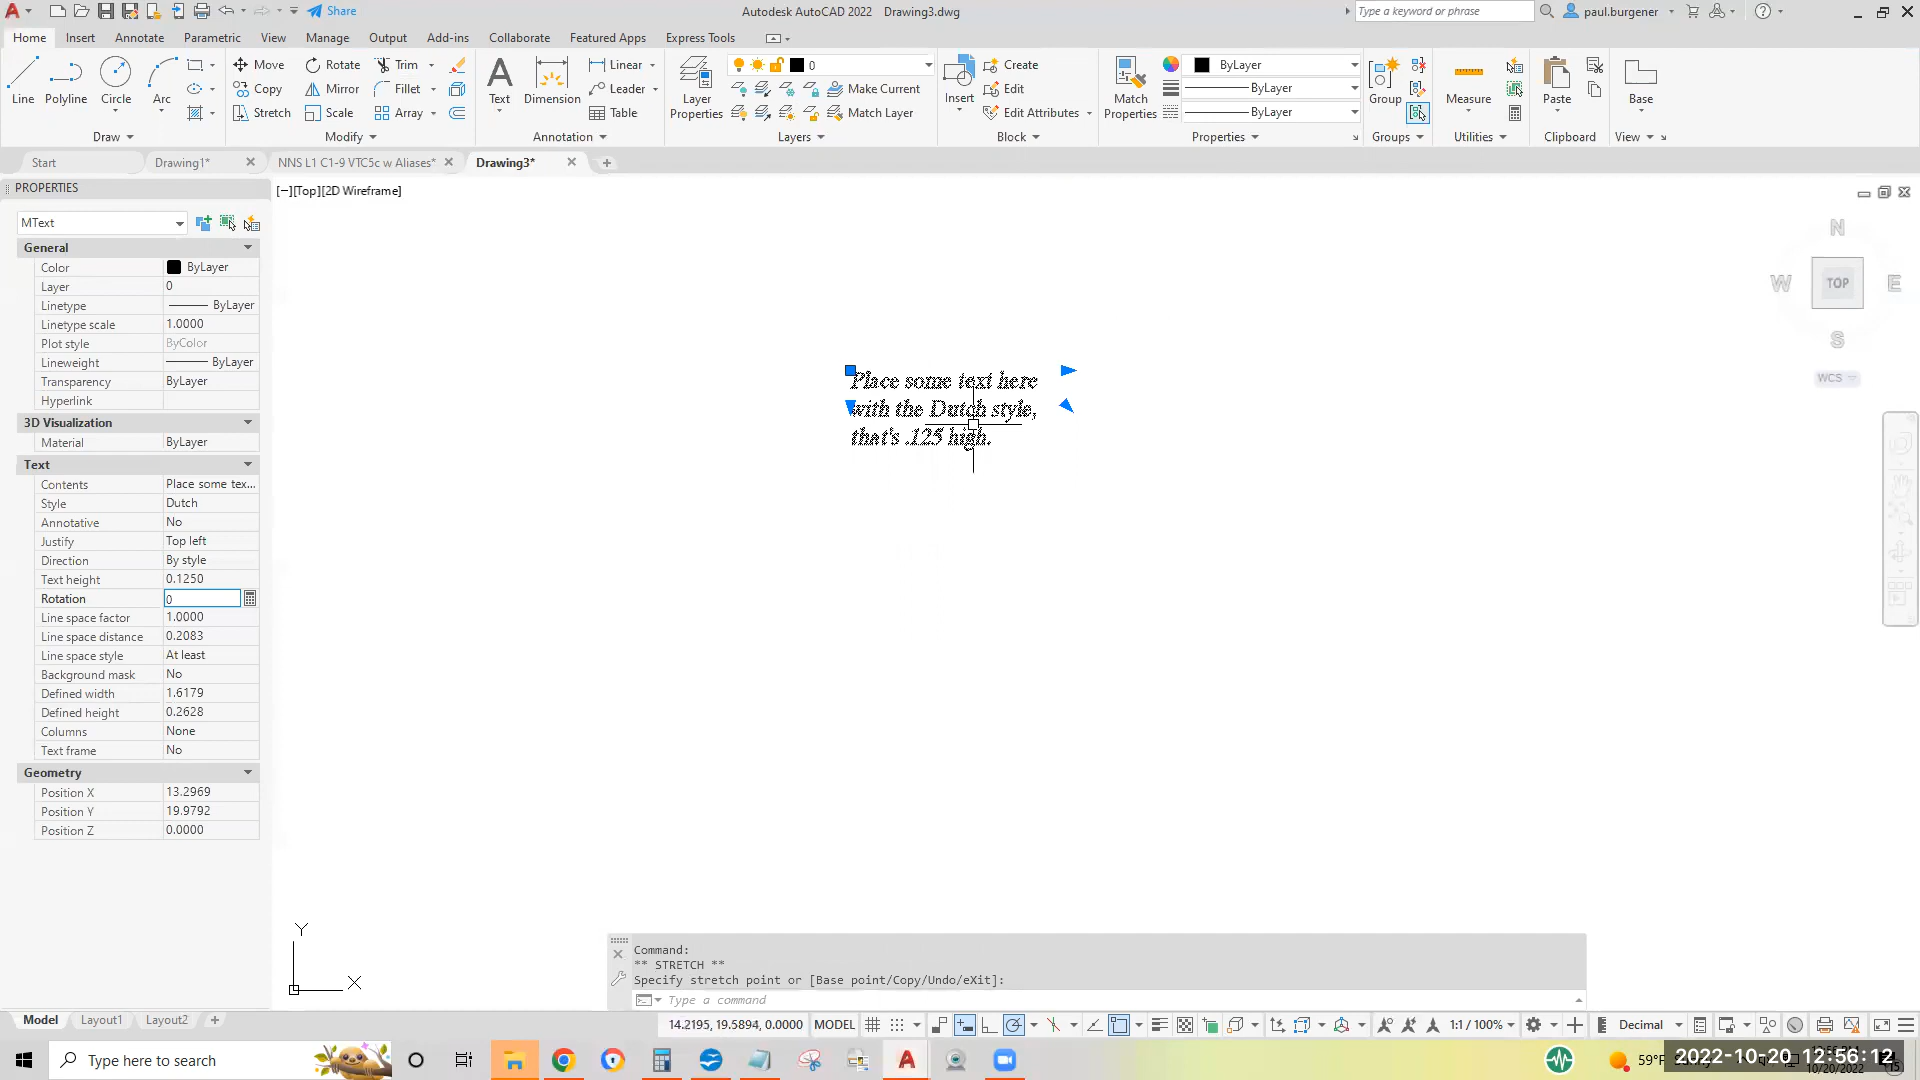 Share
Autodesk AutoCAD 2022 Drawing3.dwg
Type a keyword or phrase
paul.burgener
Home Insert Annotate Parametric View Manage Output Add-ins Collaborate Featured Apps Express Tools
Line Polyline Circle Arc
Draw
Move Rotate Trim
Copy Mirror Fillet
Stretch Scale Array
Modify
Text Dimension
Linear
Leader
Table
Annotation
Layer Properties
0
Make Current
Match Layer
Layers
Insert
Create
Edit
Edit Attributes
Block
Match Properties
ByLayer
ByLayer
ByLayer
Properties
Group
Groups
Measure
Utilities
Paste
Clipboard
Base
View
Start Drawing1* NNS L1 C1-9 VTC5c w Aliases* Drawing3*
PROPERTIES
MText
General
Color ByLayer
Layer 0
Linetype ByLayer
Linetype scale 1.0000
Plot style ByColor
Lineweight ByLayer
Transparency ByLayer
Hyperlink
3D Visualization
Material ByLayer
Text
Contents Place some tex...
Style Dutch
Annotative No
Justify Top left
Direction By style
Text height 0.1250
Rotation 0
Line space factor 1.0000
Line space distance 0.2083
Line space style At least
Background mask No
Defined width 1.6179
Defined height 0.2628
Columns None
Text frame No
Geometry
Position X 13.2969
Position Y 19.9792
Position Z 0.0000
[−][Top][2D Wireframe]
Place some text here
with the Dutch style,
that's .125 high.
N
W TOP E
S
WCS
Y
X
Command:
** STRETCH **
Specify stretch point or [Base point/Copy/Undo/eXit]:
Type a command
Model Layout1 Layout2
14.2195, 19.5894, 0.0000 MODEL
1:1 / 100%
Decimal
Type here to search
59°F
2022-10-20 12:56:12
10/20/2022